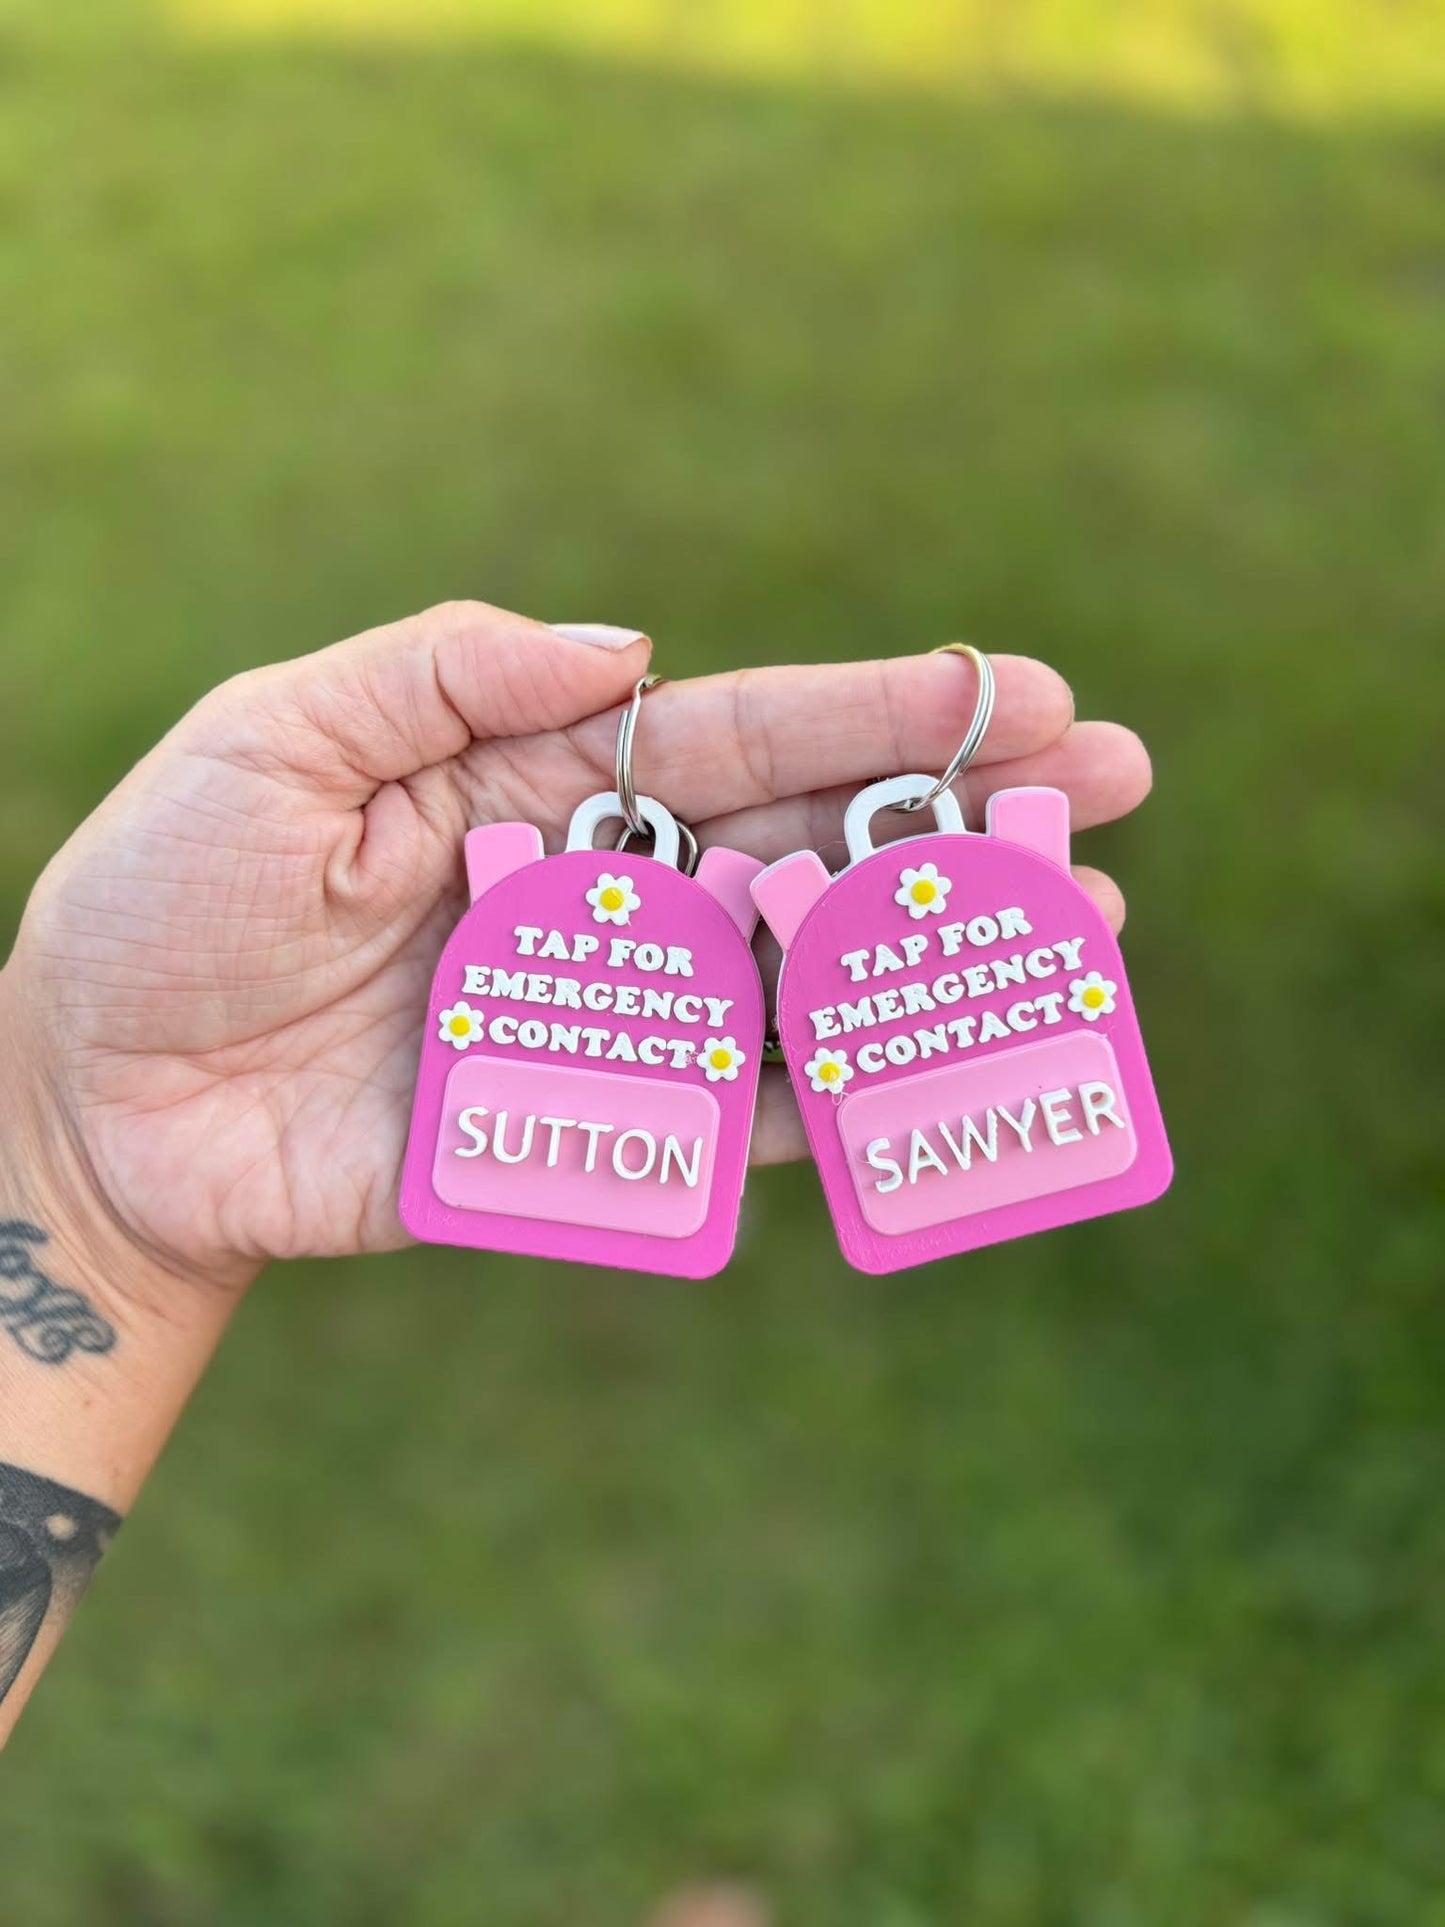 TAP FOR
EMERGENCY
CONTACT
SUTTON
TAP FOR
EMERGENCY
CONTACT
SAWYER